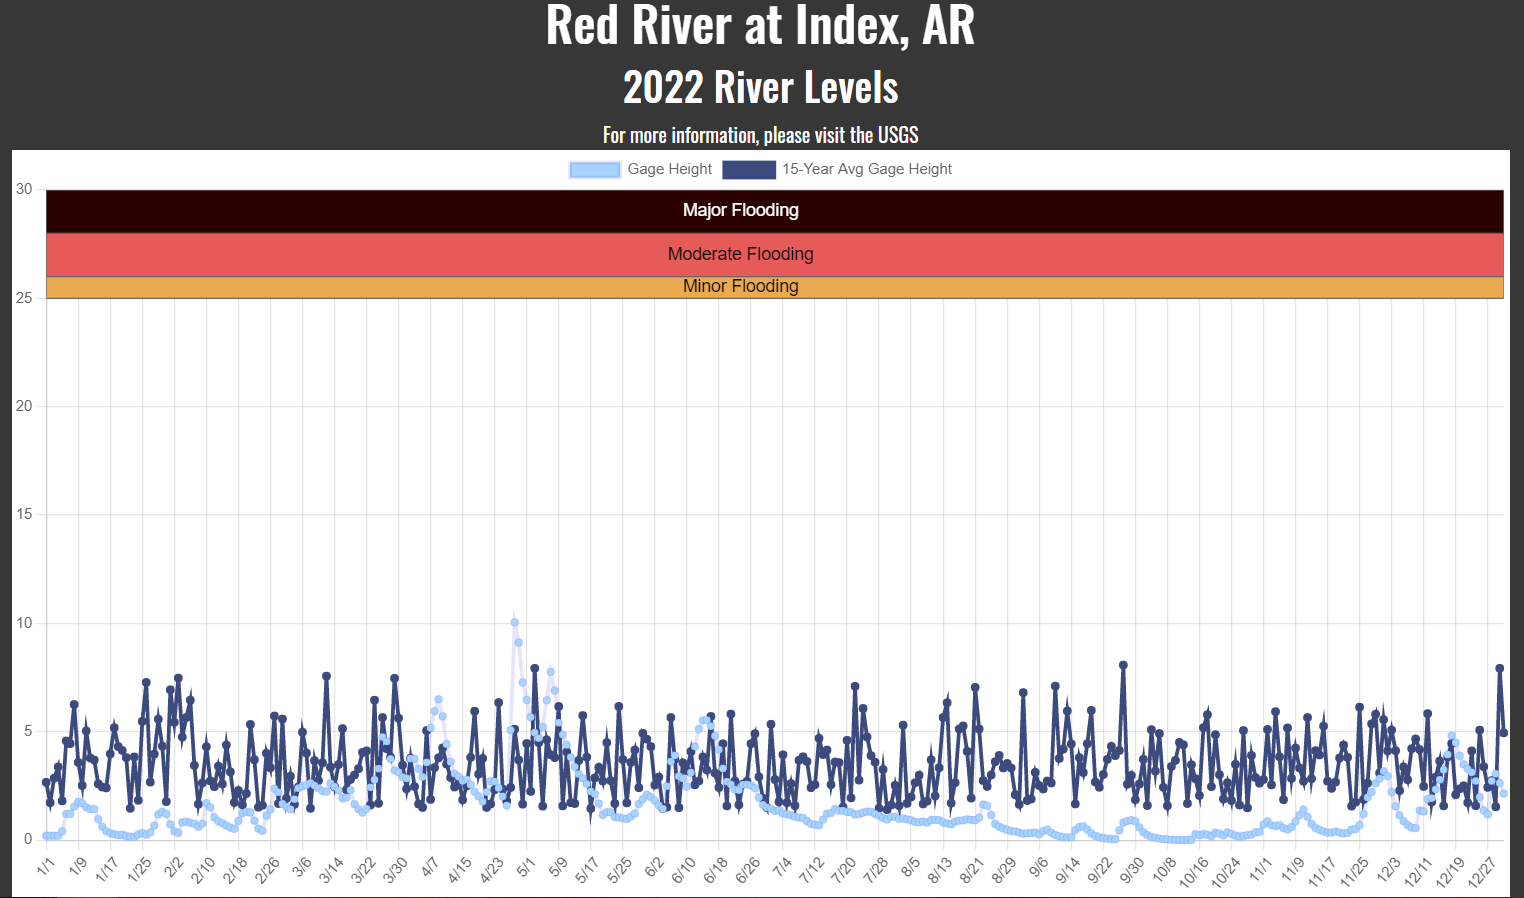 Red River at Index, AR
2022 River Levels
For more information, please visit the USGS
Gage Height 15-Year Avg Gage Height
30
Major Flooding
Moderate Flooding
Minor Flooding
25
20
15
10
5
0
1/1 1/9 1/17 1/25 2/2 2/10 2/18 2/26 3/6 3/14 3/22 3/30 4/7 4/15 4/23 5/1 5/9 5/17 5/25 6/2 6/10 6/18 6/26 7/4 7/12 7/20 7/28 8/5 8/13 8/21 8/29 9/6 9/14 9/22 9/30 10/8 10/16 10/24 11/1 11/9 11/17 11/25 12/3 12/11 12/19 12/27